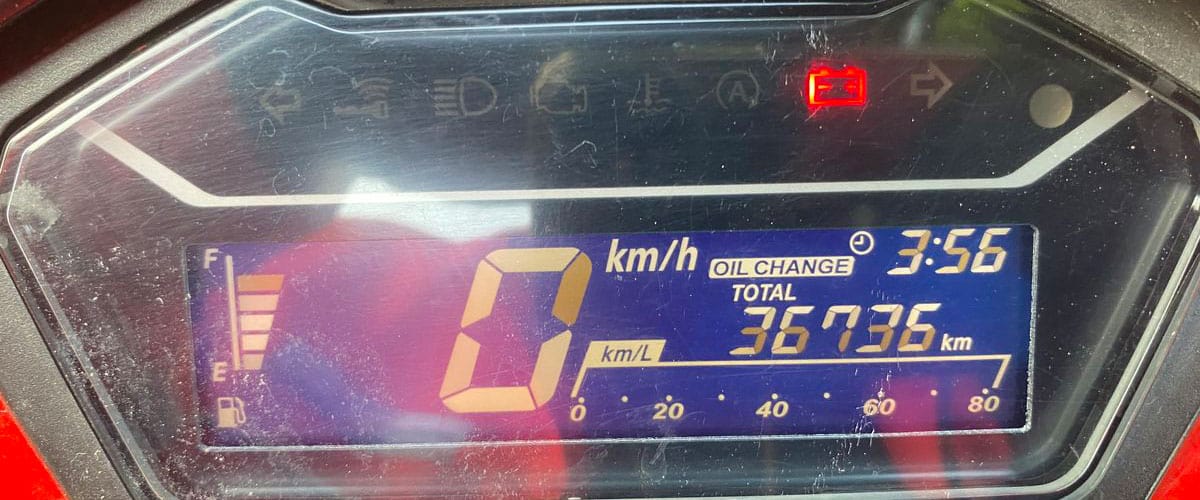 A
F
E
0 km/h
OIL CHANGE
3:56
TOTAL
36736 km
km/L
0 20 40 60 80